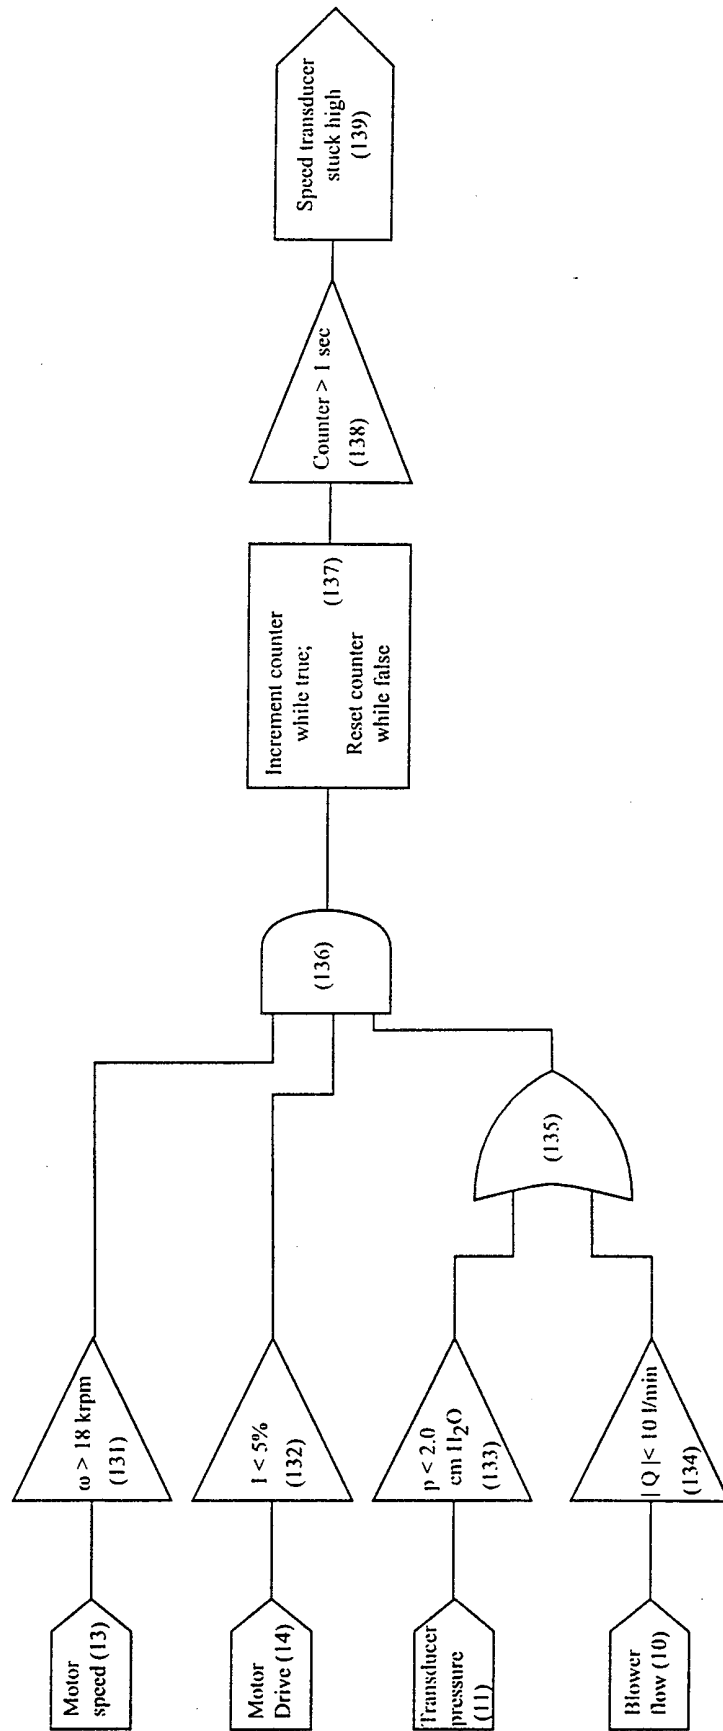 Motor
speed (13)
ω > 18 krpm
(131)
Motor
Drive (14)
I < 5%
(132)
Transducer
pressure
(11)
p < 2.0
cm H₂O
(133)
Blower
flow (10)
| Q | < 10 l/min
(134)
(135)
(136)
Increment counter
while true;
(137)
Reset counter
while false
Counter > 1 sec
(138)
Speed transducer
stuck high
(139)